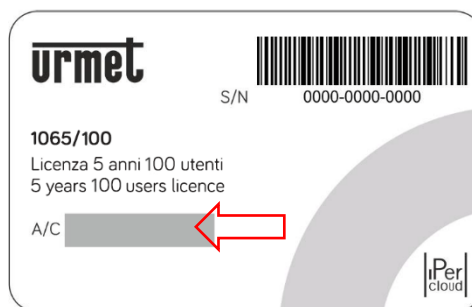 urmet
S/N 0000-0000-0000
1065/100
Licenza 5 anni 100 utenti
5 years 100 users licence
A/C
iPer
cloud